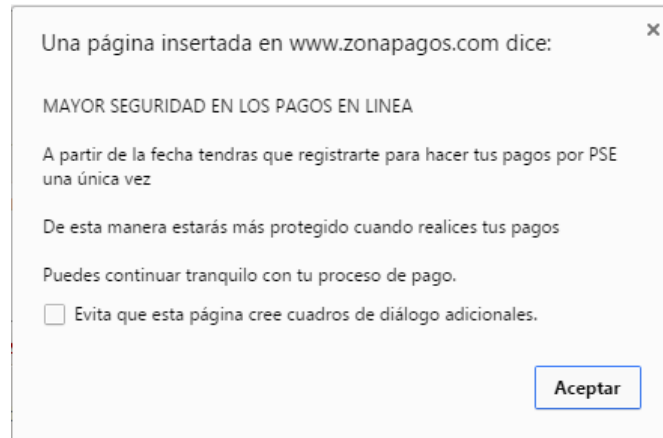 Una página insertada en www.zonapagos.com dice:
MAYOR SEGURIDAD EN LOS PAGOS EN LINEA
A partir de la fecha tendras que registrarte para hacer tus pagos por PSE
una única vez
De esta manera estarás más protegido cuando realices tus pagos
Puedes continuar tranquilo con tu proceso de pago.
Evita que esta página cree cuadros de diálogo adicionales.
Aceptar